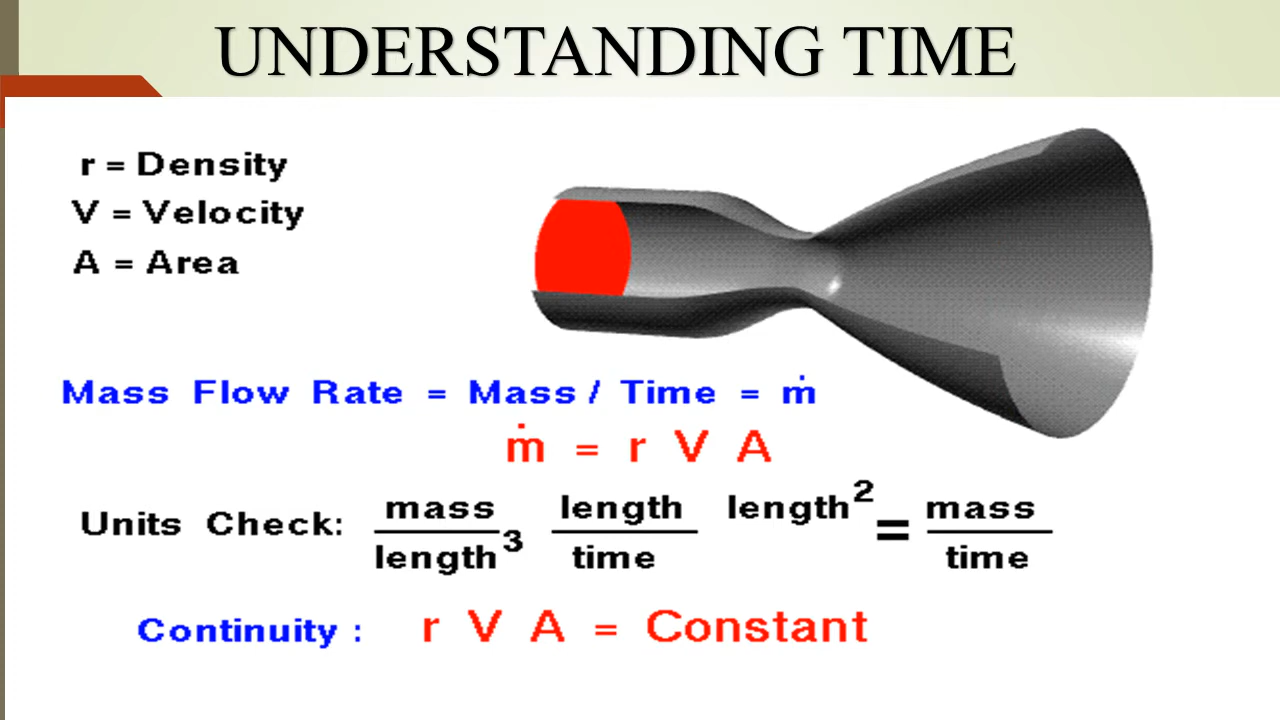 UNDERSTANDING TIME
r = Density
V = Velocity
A = Area
Mass Flow Rate = Mass / Time = ṁ
ṁ = r V A
Units Check: mass/length³ length/time length² = mass/time
Continuity : r V A = Constant